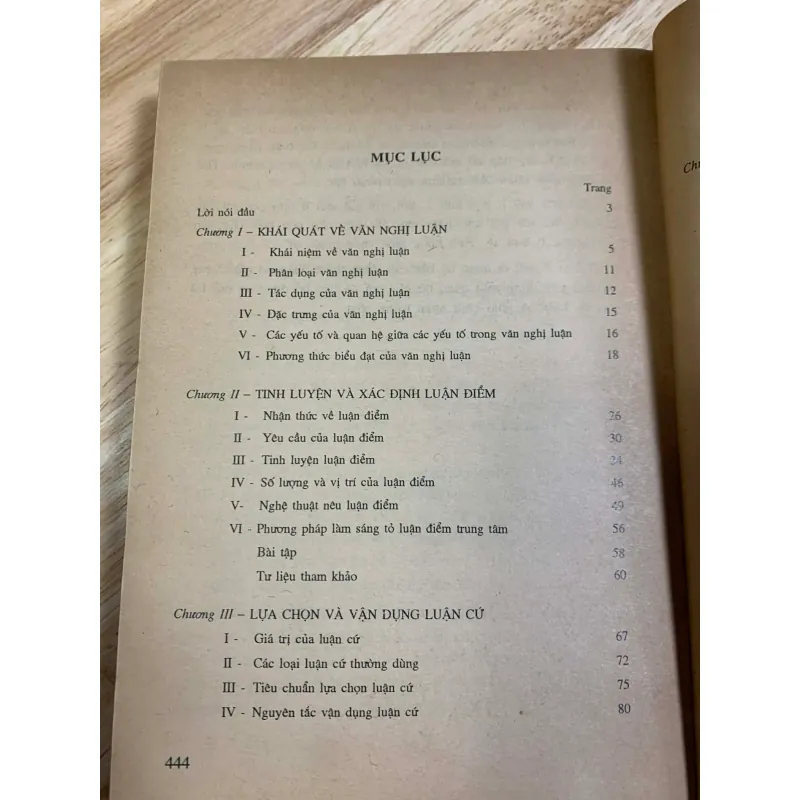 MỤC LỤC
Trang
Lời nói đầu 3
Chương I – KHÁI QUÁT VỀ VĂN NGHỊ LUẬN
I - Khái niệm về văn nghị luận 5
II - Phân loại văn nghị luận 11
III - Tác dụng của văn nghị luận 12
IV - Đặc trưng của văn nghị luận 15
V - Các yếu tố và quan hệ giữa các yếu tố trong văn nghị luận 16
VI - Phương thức biểu đạt của văn nghị luận 18
Chương II – TINH LUYỆN VÀ XÁC ĐỊNH LUẬN ĐIỂM
I - Nhận thức về luận điểm 26
II - Yêu cầu của luận điểm 30
III - Tinh luyện luận điểm 34
IV - Số lượng và vị trí của luận điểm 46
V- Nghệ thuật nêu luận điểm 49
VI - Phương pháp làm sáng tỏ luận điểm trung tâm 56
Bài tập 58
Tư liệu tham khảo 60
Chương III – LỰA CHỌN VÀ VẬN DỤNG LUẬN CỨ
I - Giá trị của luận cứ 67
II - Các loại luận cứ thường dùng 72
III - Tiêu chuẩn lựa chọn luận cứ 75
IV - Nguyên tắc vận dụng luận cứ 80
444